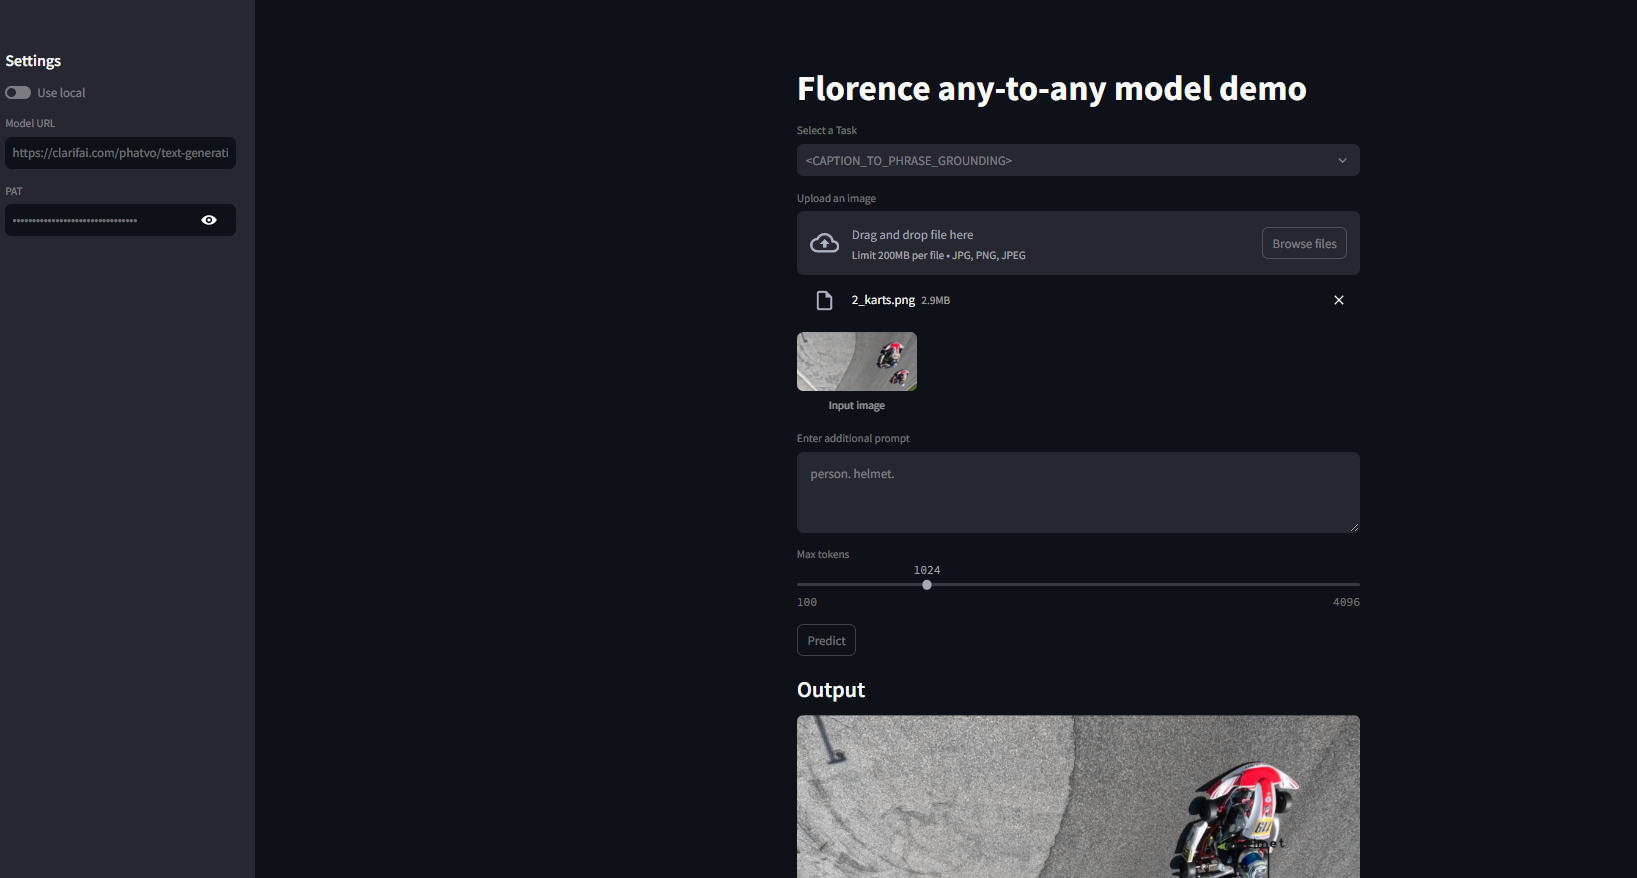 Settings
Use local
Model URL
https://clarifai.com/phatvo/text-generati
PAT
Florence any-to-any model demo
Select a Task
<CAPTION_TO_PHRASE_GROUNDING>
Upload an image
Drag and drop file here
Limit 200MB per file • JPG, PNG, JPEG
Browse files
2_karts.png 2.9MB
Input image
Enter additional prompt
person. helmet.
Max tokens
1024
100
4096
Predict
Output